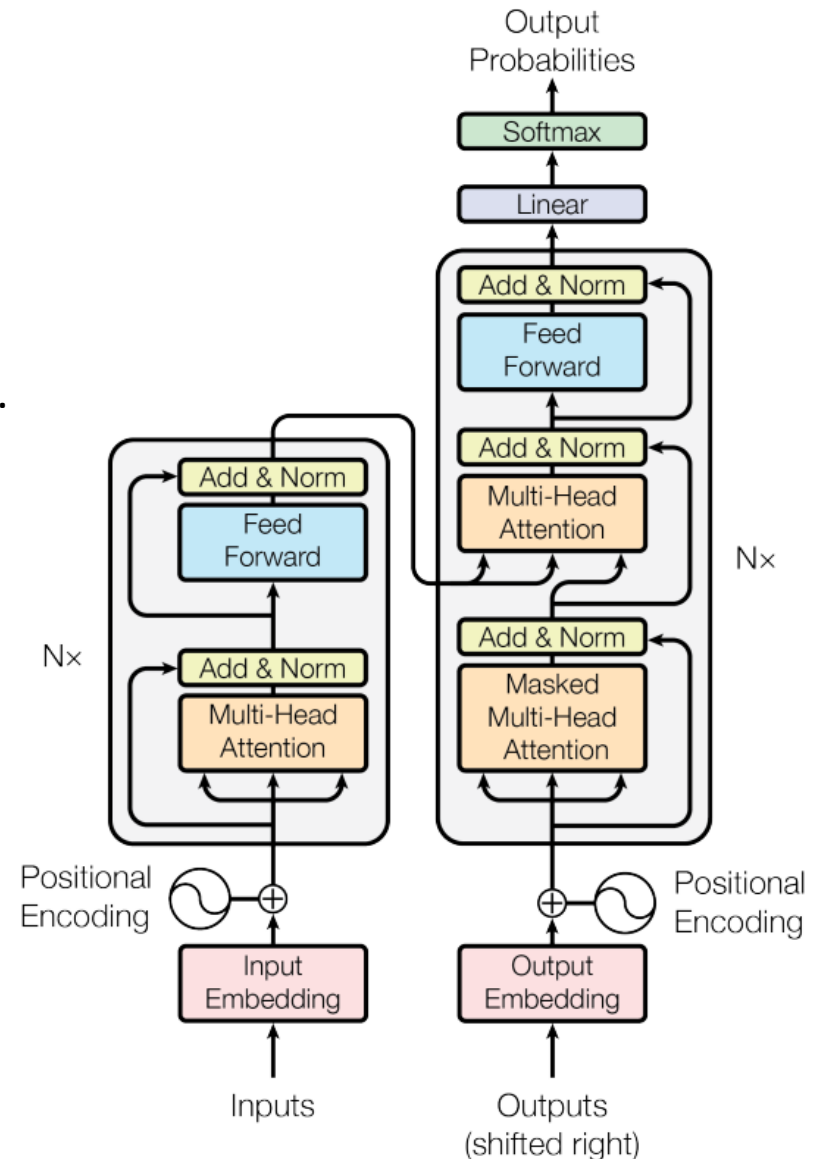 Output
Probabilities
Softmax
Linear
Add & Norm
Feed
Forward
Add & Norm
Multi-Head
Attention
Add & Norm
Masked
Multi-Head
Attention
N×
Add & Norm
Feed
Forward
Add & Norm
Multi-Head
Attention
N×
Positional
Encoding
Positional
Encoding
Input
Embedding
Output
Embedding
Inputs
Outputs
(shifted right)
.